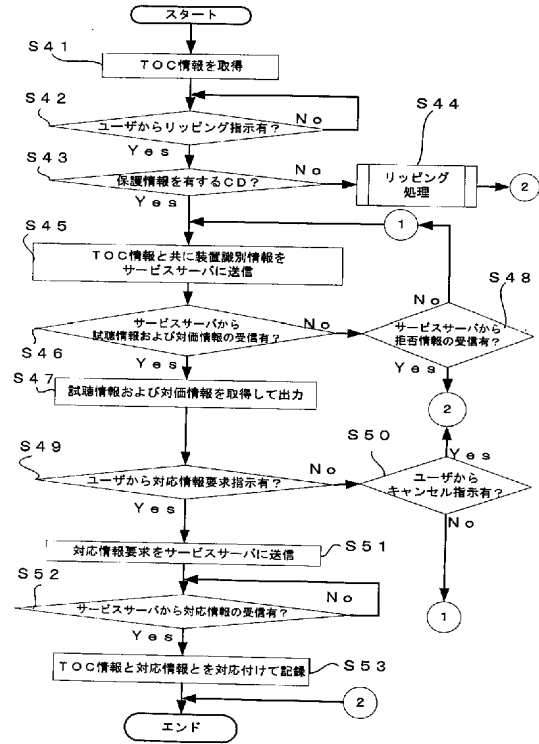 スタート
S41
TOC情報を取得
S42
ユーザからリッピング指示有?
No
Yes
S43
保護情報を有するCD?
No
Yes
S44
リッピング
処理
2
1
S45
TOC情報と共に装置識別情報を
サービスサーバに送信
S46
サービスサーバから
試聴情報および対価情報の受信有?
No
Yes
S48
サービスサーバから
拒否情報の受信有?
No
Yes
2
S47
試聴情報および対価情報を取得して出力
S49
ユーザから対応情報要求指示有?
No
Yes
S50
ユーザから
キャンセル指示有?
Yes
No
1
S51
対応情報要求をサービスサーバに送信
S52
サービスサーバから対応情報の受信有?
No
Yes
S53
TOC情報と対応情報とを対応付けて記録
2
エンド